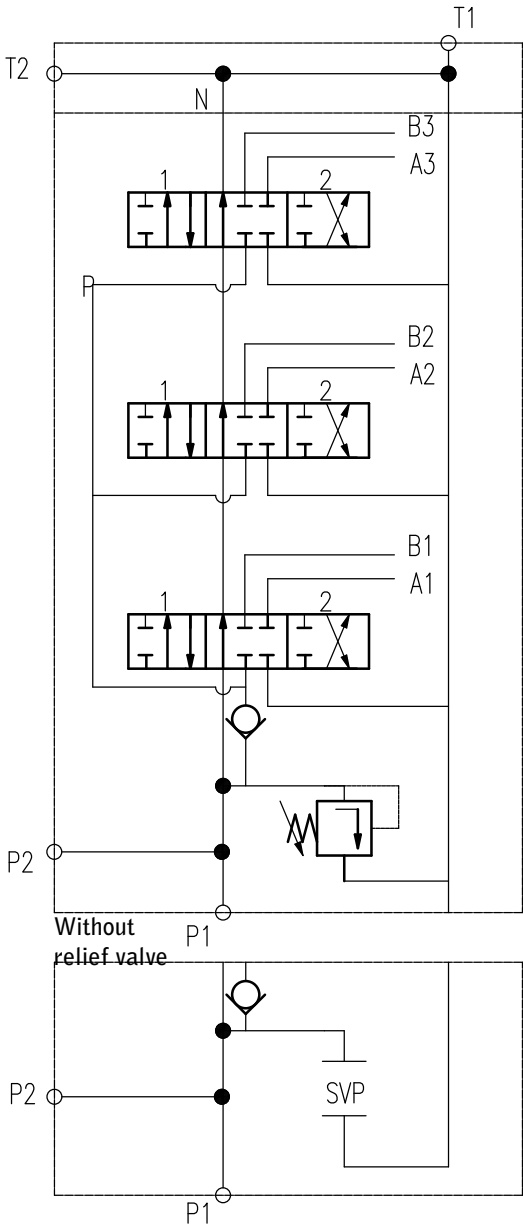 T1
T2
N
B3
A3
1 2
P
B2
A2
1 2
B1
A1
1 2
P2
Without
relief valve
P1
P2
SVP
P1